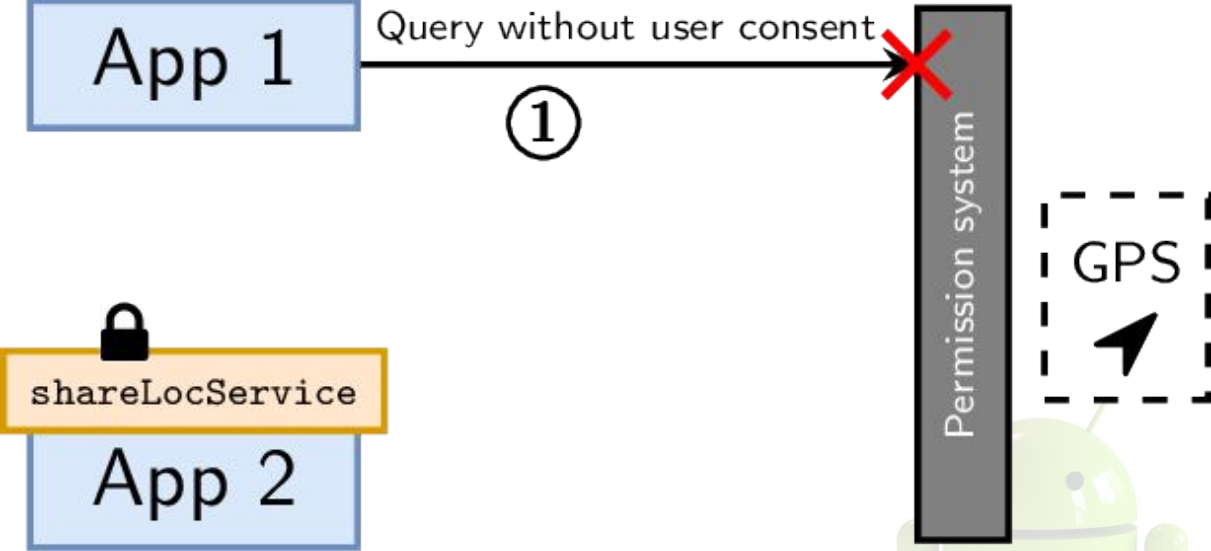 App 1
Query without user consent
1
Permission system
GPS
shareLocService
App 2